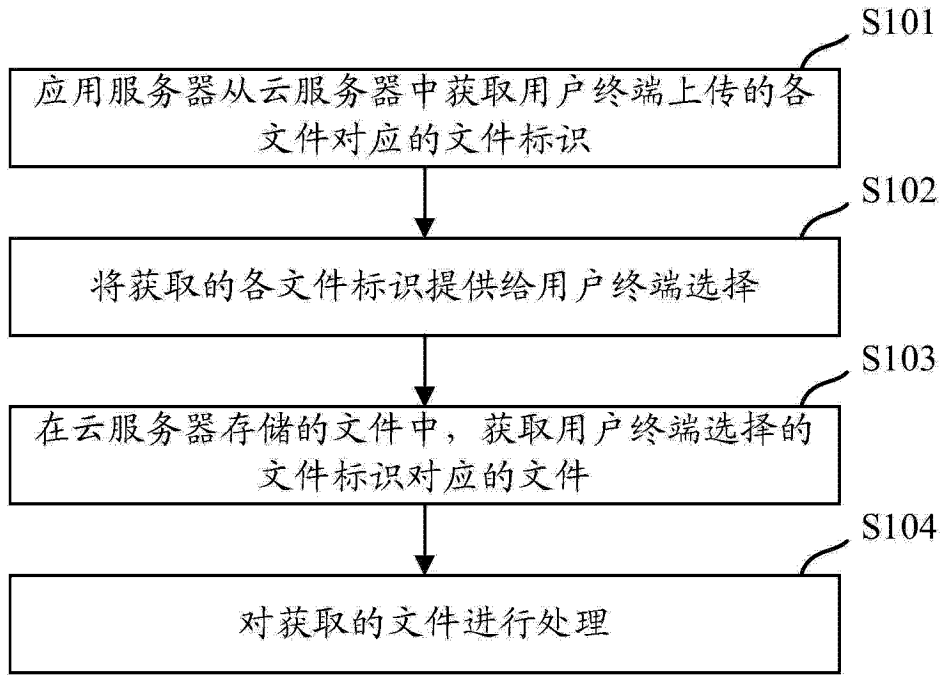 S101
应用服务器从云服务器中获取用户终端上传的各
文件对应的文件标识
S102
将获取的各文件标识提供给用户终端选择
S103
在云服务器存储的文件中，获取用户终端选择的
文件标识对应的文件
S104
对获取的文件进行处理